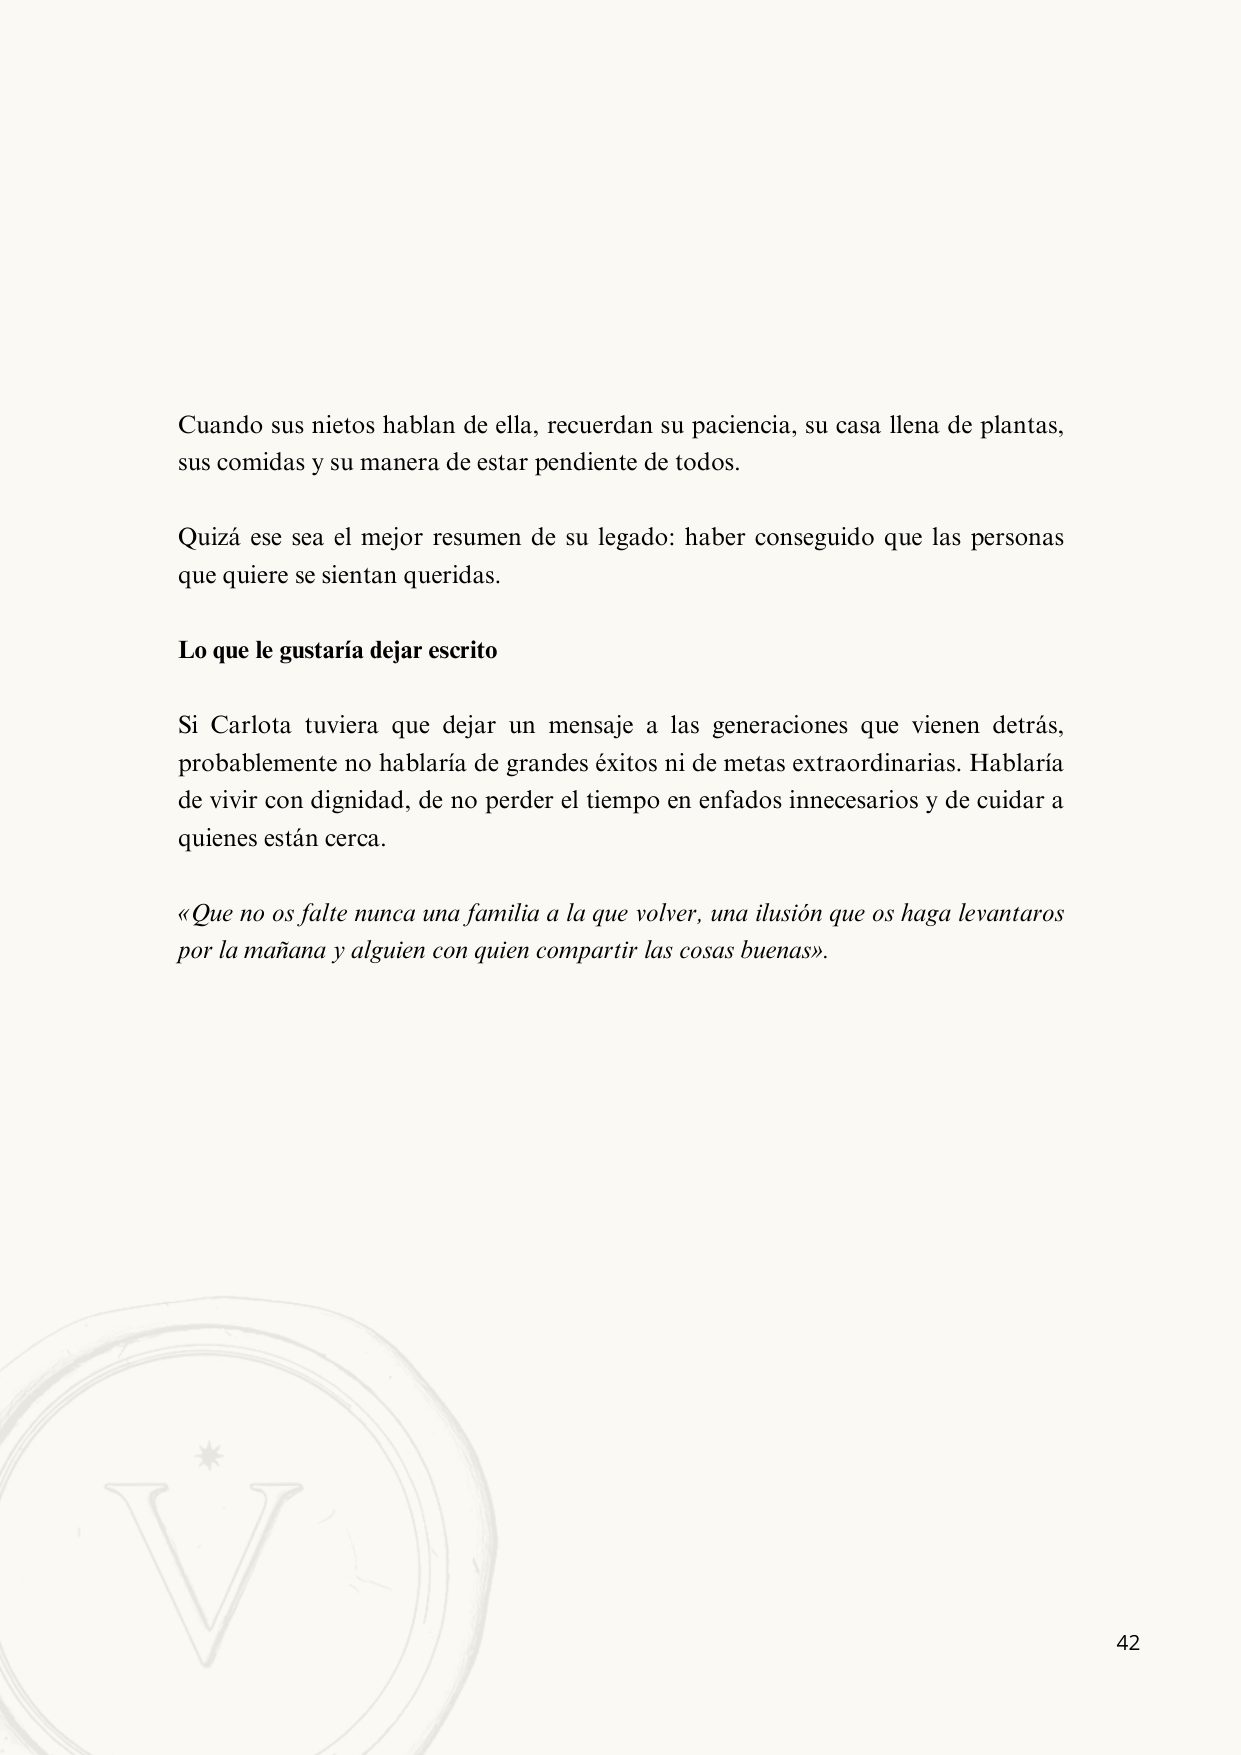 Cuando sus nietos hablan de ella, recuerdan su paciencia, su casa llena de plantas,
sus comidas y su manera de estar pendiente de todos.
Quizá ese sea el mejor resumen de su legado: haber conseguido que las personas
que quiere se sientan queridas.
Lo que le gustaría dejar escrito
Si Carlota tuviera que dejar un mensaje a las generaciones que vienen detrás,
probablemente no hablaría de grandes éxitos ni de metas extraordinarias. Hablaría
de vivir con dignidad, de no perder el tiempo en enfados innecesarios y de cuidar a
quienes están cerca.
«Que no os falte nunca una familia a la que volver, una ilusión que os haga levantaros
por la mañana y alguien con quien compartir las cosas buenas».
V
42